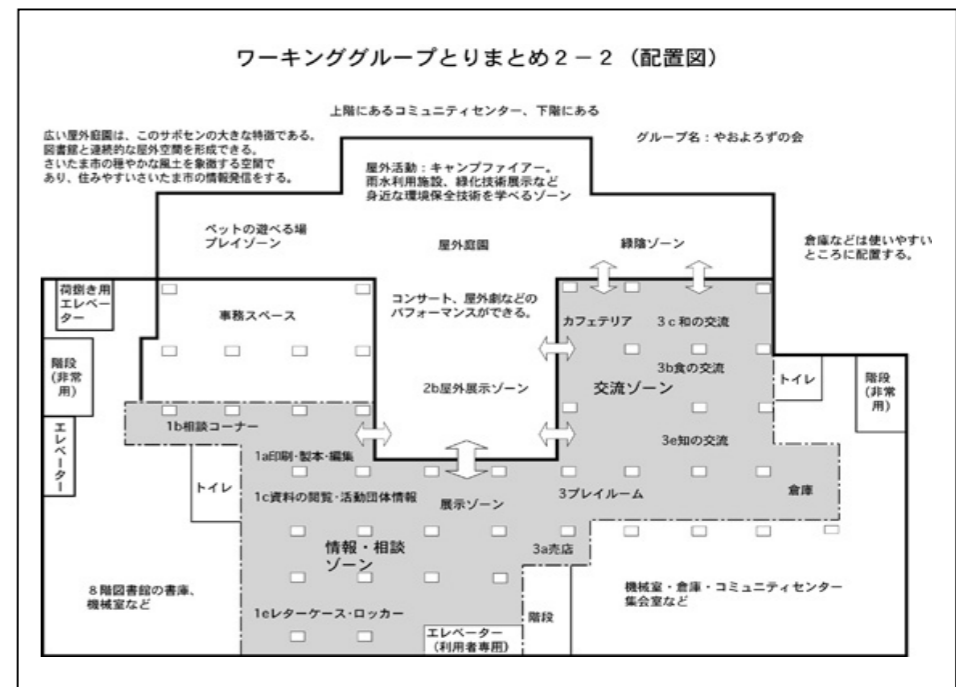 ワーキンググループとりまとめ２－２（配置図）
上階にあるコミュニティセンター、下階にある
グループ名：やおよろずの会
広い屋外庭園は、このサポセンの大きな特徴である。
図書館と連続的な屋外空間を形成できる。
さいたま市の穏やかな風土を象徴する空間で
あり、住みやすいさいたま市の情報発信をする。
屋外活動：キャンプファイアー。
雨水利用施設、緑化技術展示など
身近な環境保全技術を学べるゾーン
ペットの遊べる場
プレイゾーン
屋外庭園
緑陰ゾーン
倉庫などは使いやすい
ところに配置する。
荷捌き用
エレベー
ター
事務スペース
コンサート、屋外劇などの
パフォーマンスができる。
カフェテリア
3ｃ和の交流
階段
(非常
用)
2b屋外展示ゾーン
3b食の交流
交流ゾーン
トイレ
階段
(非常
用)
エレベーター
1b相談コーナー
1a印刷・製本・編集
3e知の交流
トイレ
1c資料の閲覧・活動団体情報
展示ゾーン
3プレイルーム
倉庫
情報・相談
ゾーン
3a売店
８階図書館の書庫、
機械室など
機械室・倉庫・コミュニティセンター
集会室など
1eレターケース・ロッカー
階段
エレベーター
（利用者専用）